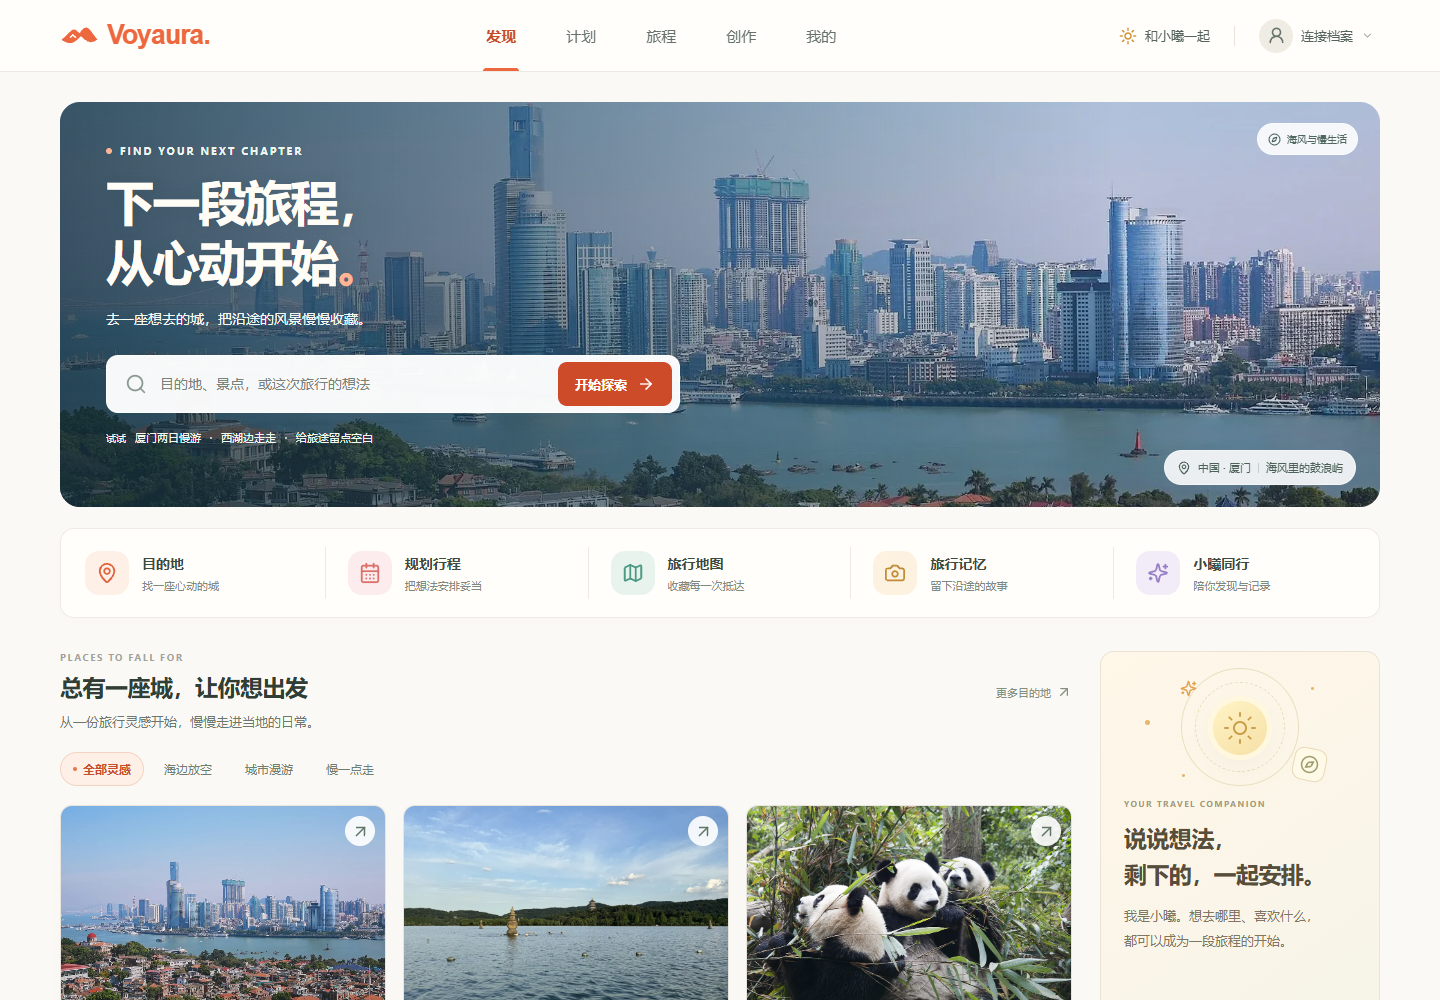 Voyaura.
发现
计划
旅程
创作
我的
和小曦一起
连接档案
FIND YOUR NEXT CHAPTER
海风与慢生活
下一段旅程，
从心动开始。
去一座想去的城，把沿途的风景慢慢收藏。
目的地、景点，或这次旅行的想法
开始探索
试试 厦门两日慢游 · 西湖边走走 · 给旅途留点空白
中国 · 厦门 | 海风里的鼓浪屿
目的地
找一座心动的城
规划行程
把想法安排妥当
旅行地图
收藏每一次抵达
旅行记忆
留下沿途的故事
小曦同行
陪你发现与记录
PLACES TO FALL FOR
总有一座城，让你想出发
更多目的地
从一份旅行灵感开始，慢慢走进当地的日常。
全部灵感
海边放空
城市漫游
慢一点走
YOUR TRAVEL COMPANION
说说想法，
剩下的，一起安排。
我是小曦。想去哪里、喜欢什么，
都可以成为一段旅程的开始。